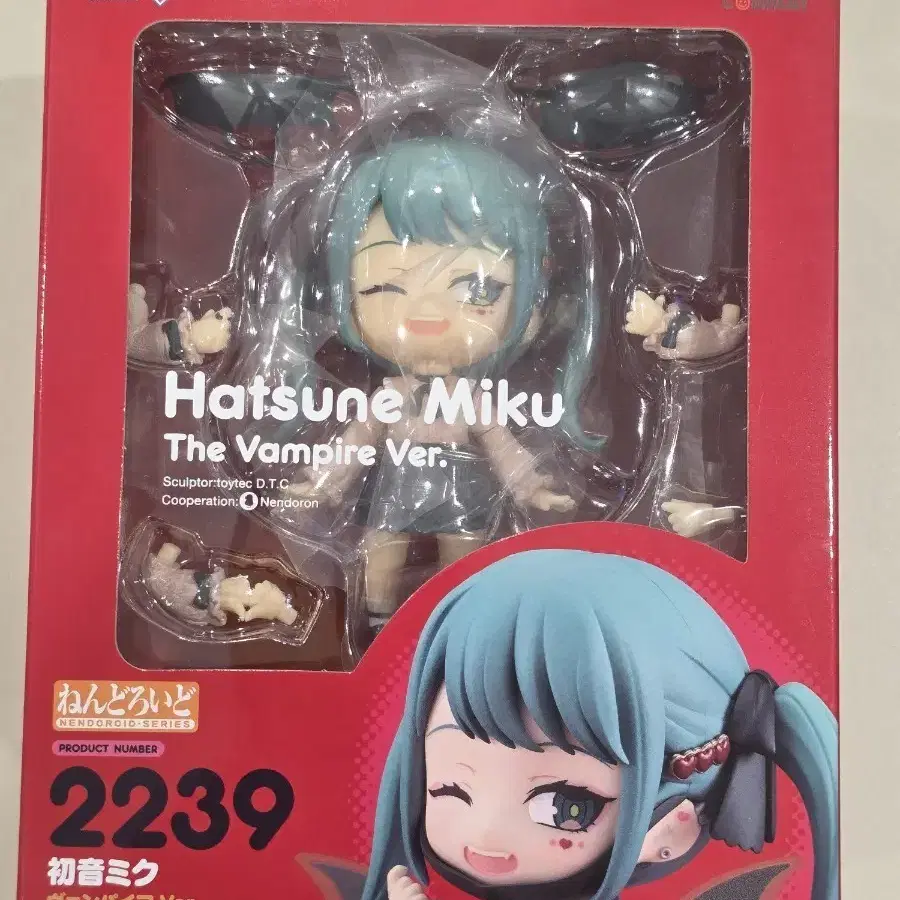 Hatsune Miku
The Vampire Ver.
Sculptor:toytec D.T.C
Cooperation: Nendoron
ねんどろいど
NENDOROID・SERIES
PRODUCT NUMBER
2239
初音ミク